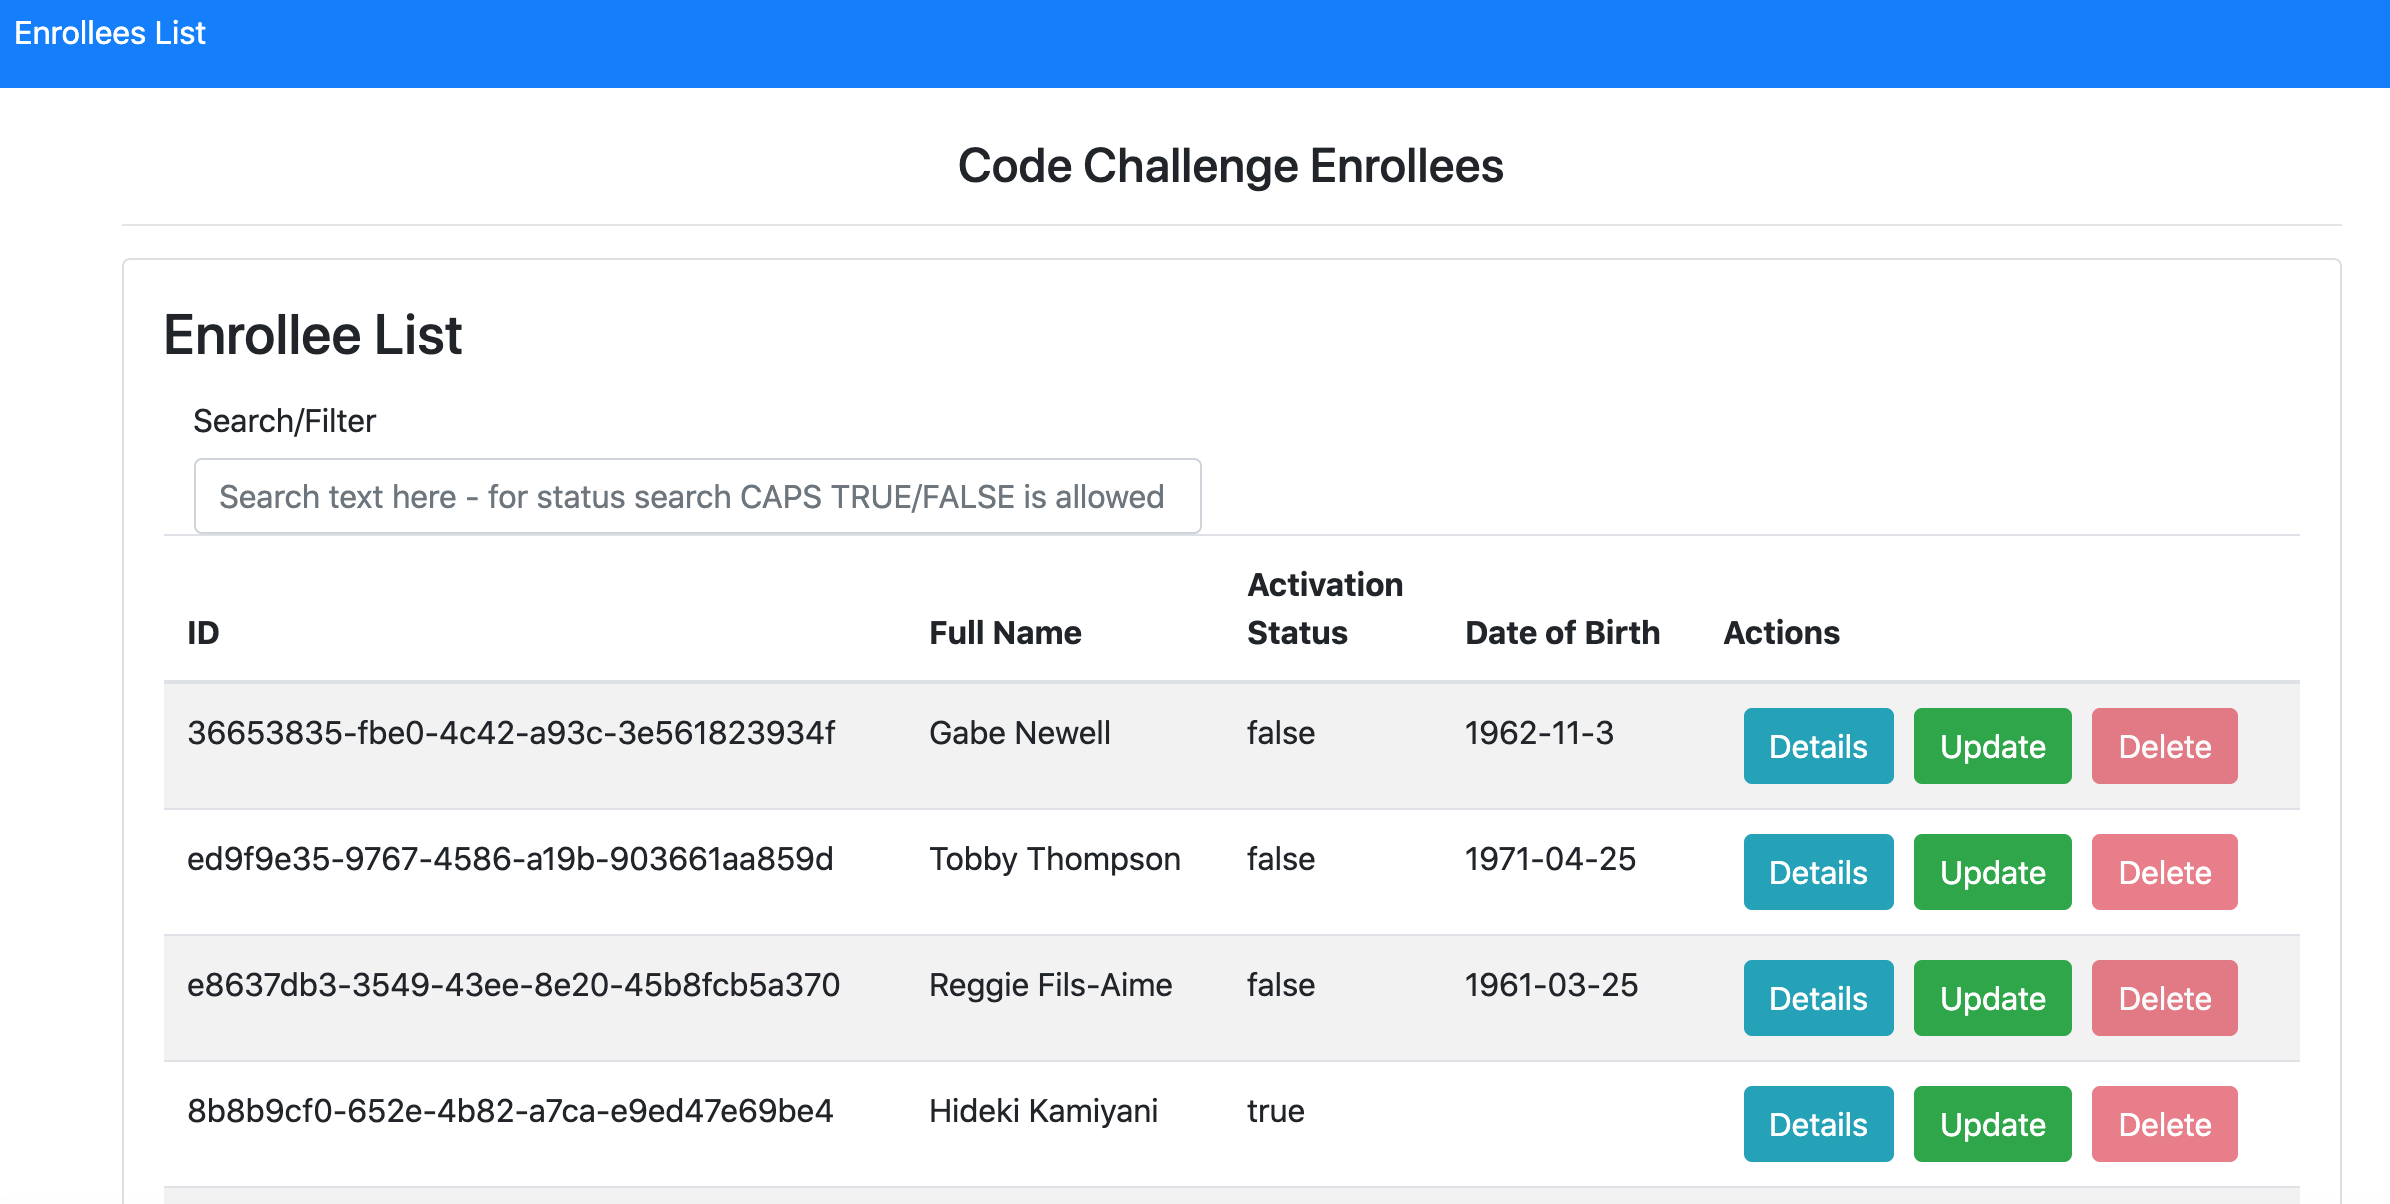 Enrollees List
Code Challenge Enrollees
Enrollee List
Search/Filter
Search text here - for status search CAPS TRUE/FALSE is allowed
ID Full Name Activation Status Date of Birth Actions
36653835-fbe0-4c42-a93c-3e561823934f Gabe Newell false 1962-11-3 Details Update Delete
ed9f9e35-9767-4586-a19b-903661aa859d Tobby Thompson false 1971-04-25 Details Update Delete
e8637db3-3549-43ee-8e20-45b8fcb5a370 Reggie Fils-Aime false 1961-03-25 Details Update Delete
8b8b9cf0-652e-4b82-a7ca-e9ed47e69be4 Hideki Kamiyani true Details Update Delete